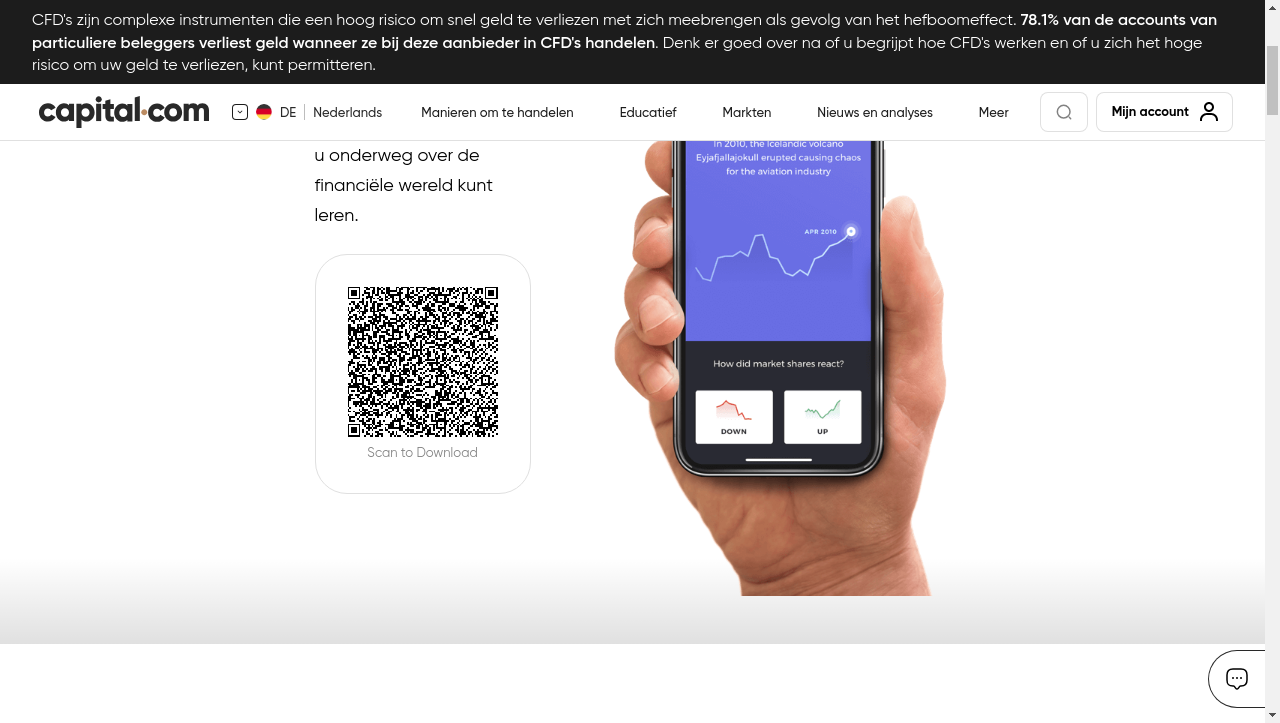 CFD's zijn complexe instrumenten die een hoog risico om snel geld te verliezen met zich meebrengen als gevolg van het hefboomeffect. 78.1% van de accounts van
particuliere beleggers verliest geld wanneer ze bij deze aanbieder in CFD's handelen. Denk er goed over na of u begrijpt hoe CFD's werken en of u zich het hoge
risico om uw geld te verliezen, kunt permitteren.
capital.com DE Nederlands Manieren om te handelen Educatief Markten Nieuws en analyses Meer Mijn account
u onderweg over de
financiële wereld kunt
leren.
Scan to Download
In 2010, the Icelandic volcano
Eyjafjallajokull erupted causing chaos
for the aviation industry
APR 2010
How did market shares react?
DOWN UP